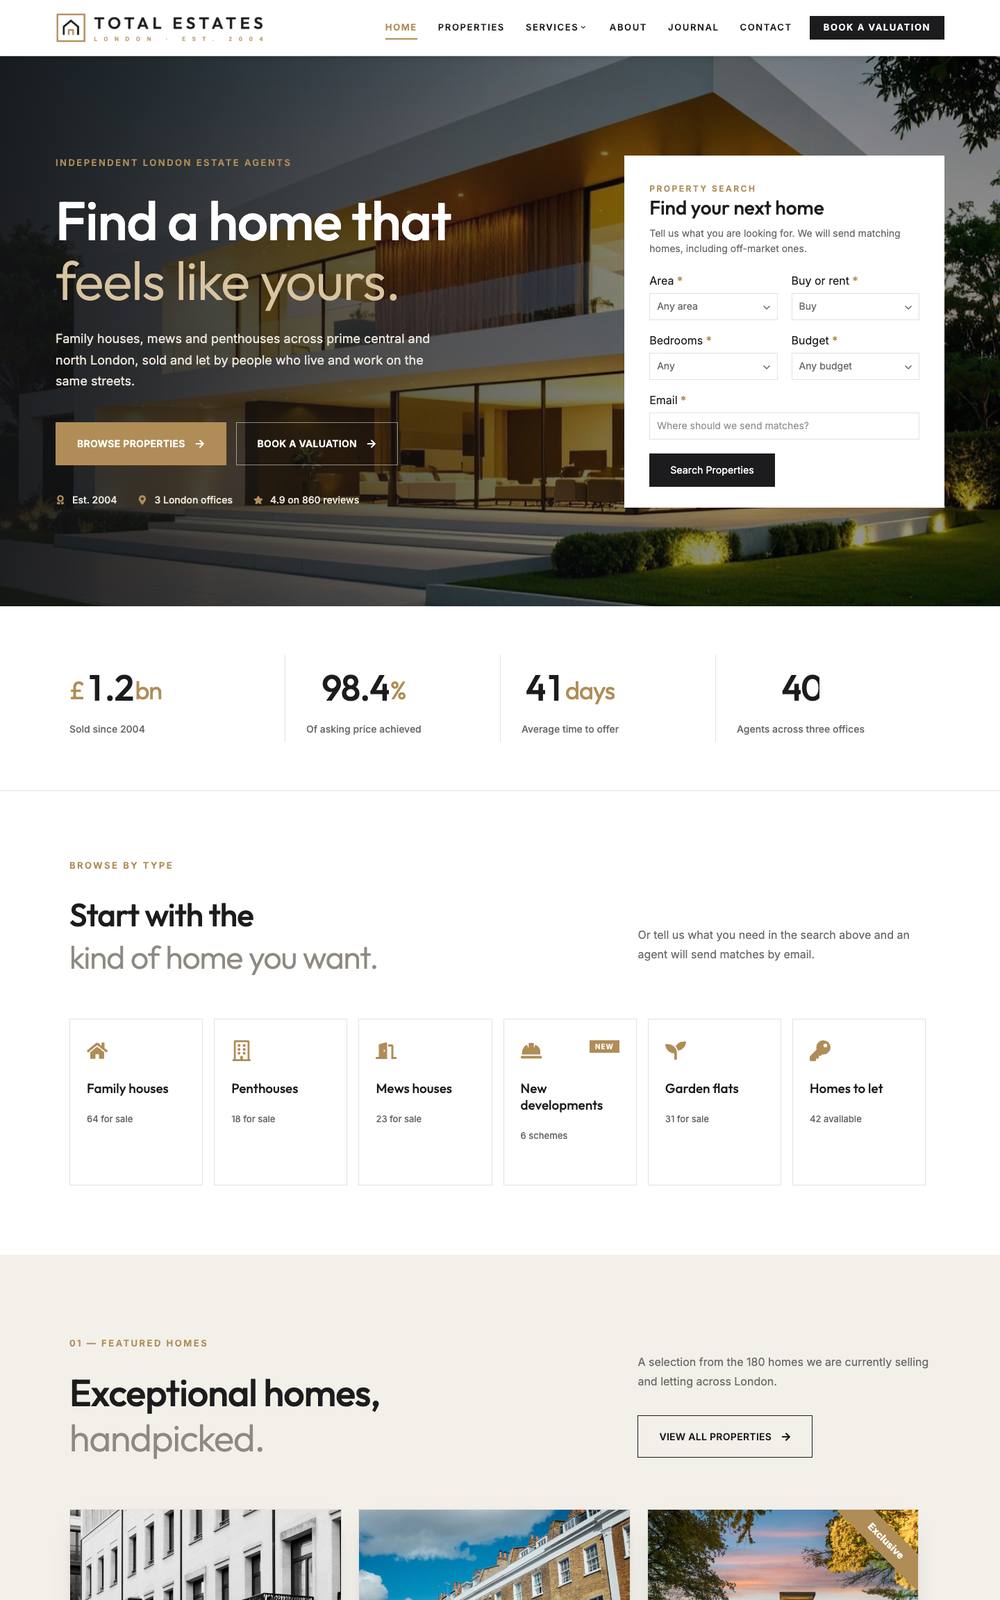 TOTAL ESTATES
LONDON · EST. 2004
HOME
PROPERTIES
SERVICES
ABOUT
JOURNAL
CONTACT
BOOK A VALUATION
INDEPENDENT LONDON ESTATE AGENTS
Find a home that
feels like yours.
Family houses, mews and penthouses across prime central and
north London, sold and let by people who live and work on the
same streets.
BROWSE PROPERTIES
BOOK A VALUATION
Est. 2004
3 London offices
4.9 on 860 reviews
PROPERTY SEARCH
Find your next home
Tell us what you are looking for. We will send matching
homes, including off-market ones.
Area *
Buy or rent *
Any area
Buy
Bedrooms *
Budget *
Any
Any budget
Email *
Where should we send matches?
Search Properties
£1.2bn
Sold since 2004
98.4%
Of asking price achieved
41 days
Average time to offer
40
Agents across three offices
BROWSE BY TYPE
Start with the
kind of home you want.
Or tell us what you need in the search above and an
agent will send matches by email.
Family houses
64 for sale
Penthouses
18 for sale
Mews houses
23 for sale
NEW
New
developments
6 schemes
Garden flats
31 for sale
Homes to let
42 available
01 — FEATURED HOMES
Exceptional homes,
handpicked.
A selection from the 180 homes we are currently selling
and letting across London.
VIEW ALL PROPERTIES
Exclusive